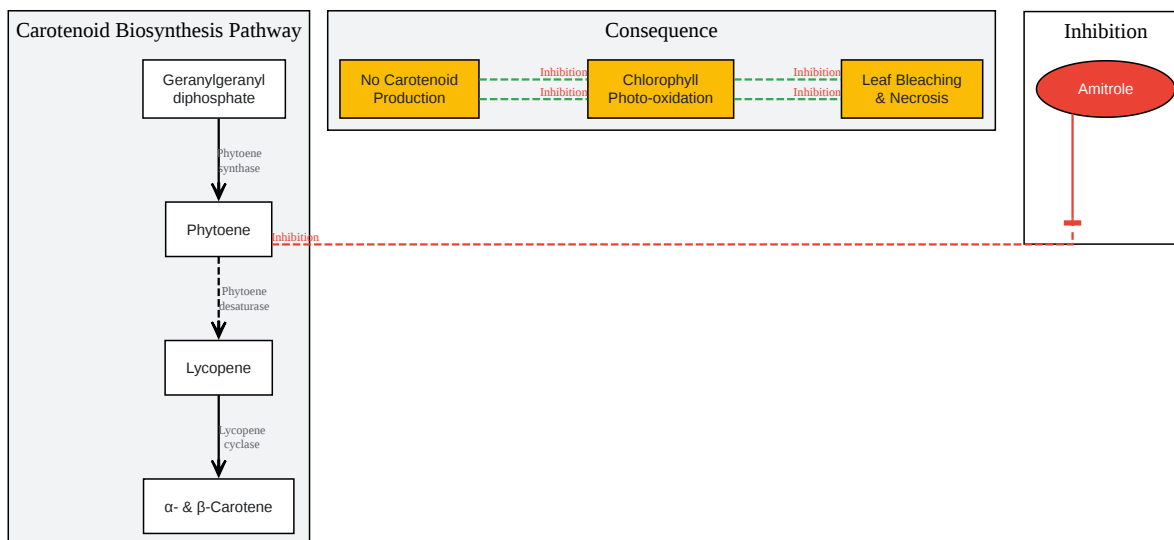 Carotenoid Biosynthesis Pathway
Geranylgeranyl
diphosphate
Phytoene
synthase
Phytoene
Inhibition
Phytoene
desaturase
Lycopene
Lycopene
cyclase
α- & β-Carotene
Consequence
No Carotenoid
Production
Inhibition
Inhibition
Chlorophyll
Photo-oxidation
Inhibition
Inhibition
Leaf Bleaching
& Necrosis
Inhibition
Amitrole